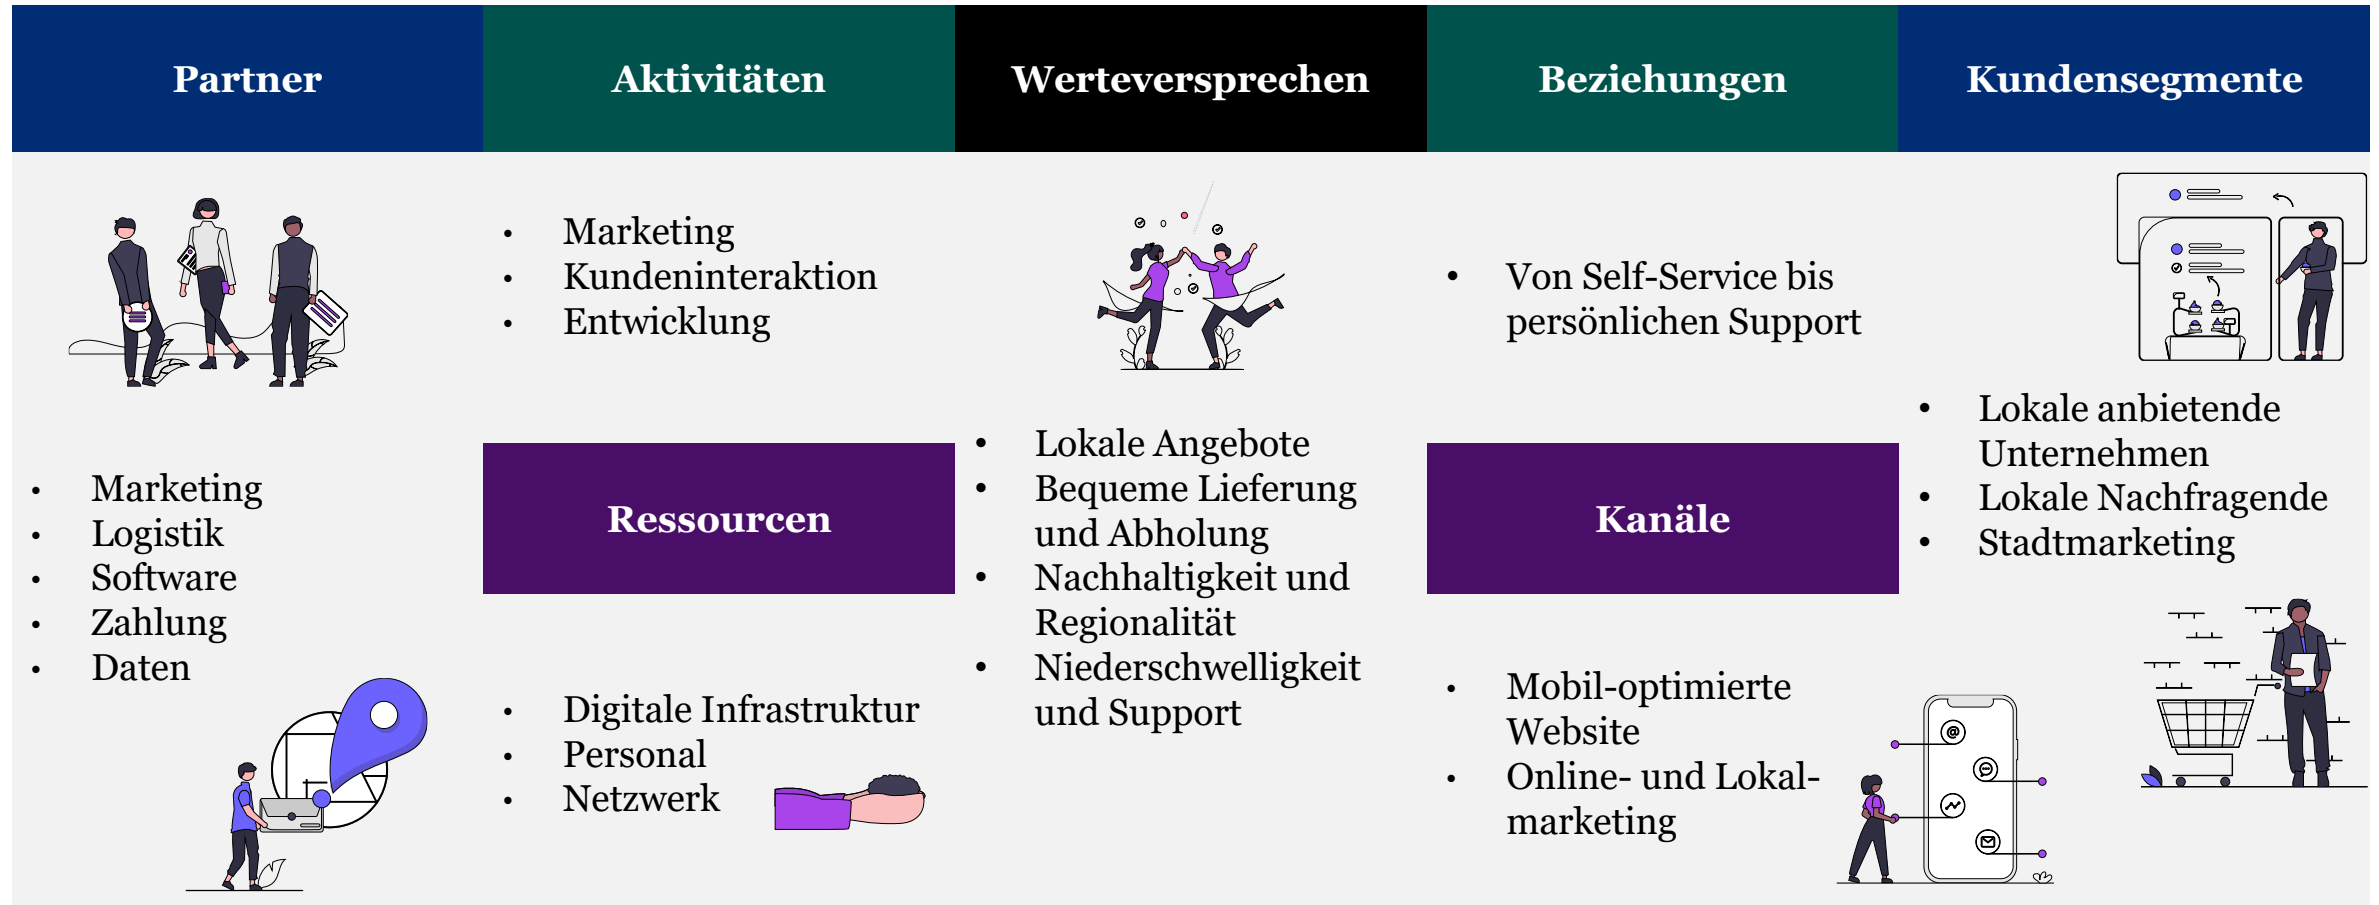 Partner
Aktivitäten
Werteversprechen
Beziehungen
Kundensegmente
• Marketing
• Logistik
• Software
• Zahlung
• Daten
• Marketing
• Kundeninteraktion
• Entwicklung
Ressourcen
• Digitale Infrastruktur
• Personal
• Netzwerk
• Lokale Angebote
• Bequeme Lieferung
und Abholung
• Nachhaltigkeit und
Regionalität
• Niederschwelligkeit
und Support
• Von Self-Service bis
persönlichen Support
Kanäle
• Mobil-optimierte
Website
• Online- und Lokal-
marketing
• Lokale anbietende
Unternehmen
• Lokale Nachfragende
• Stadtmarketing